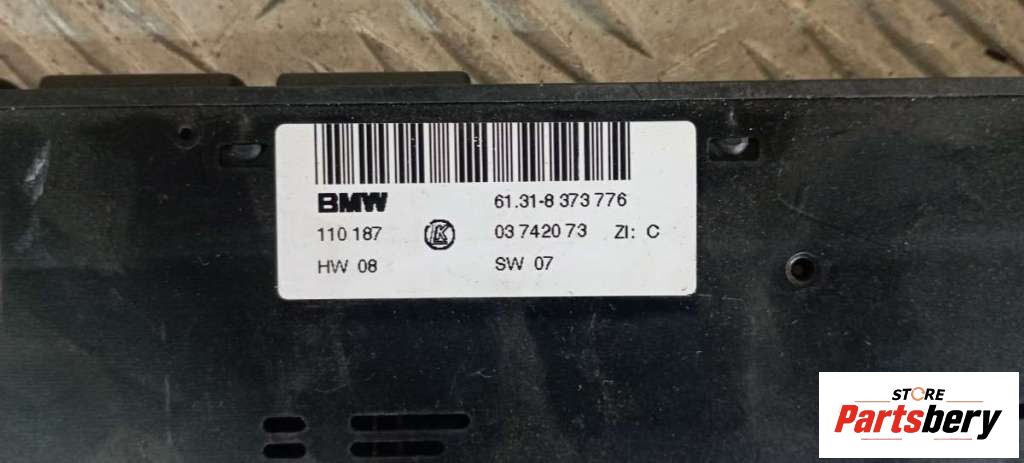 BMW 61.31-8 373 776
110 187 K 03 7420 73 ZI: C
HW 08 SW 07
STORE
Partsbery